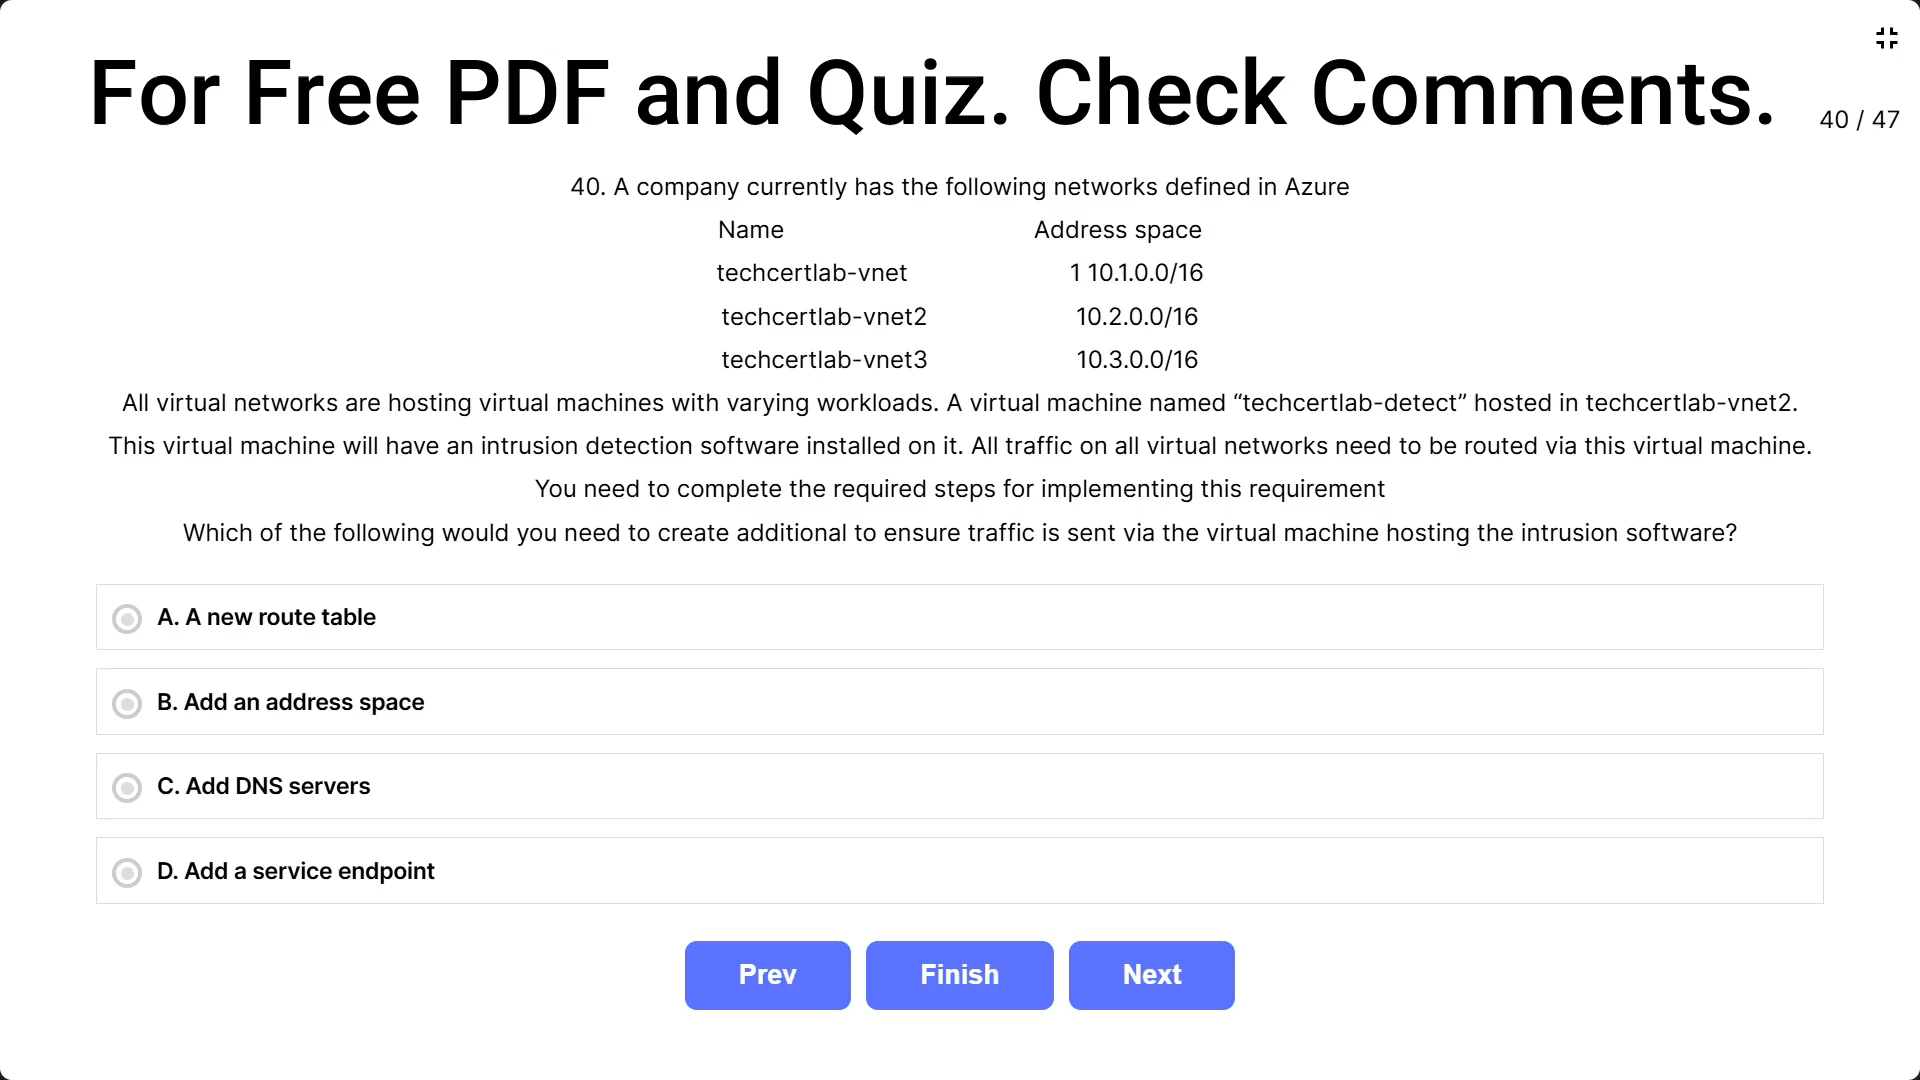 For Free PDF and Quiz. Check Comments.
40 / 47
40. A company currently has the following networks defined in Azure
Name Address space
techcertlab-vnet 1 10.1.0.0/16
techcertlab-vnet2 10.2.0.0/16
techcertlab-vnet3 10.3.0.0/16
All virtual networks are hosting virtual machines with varying workloads. A virtual machine named “techcertlab-detect” hosted in techcertlab-vnet2.
This virtual machine will have an intrusion detection software installed on it. All traffic on all virtual networks need to be routed via this virtual machine.
You need to complete the required steps for implementing this requirement
Which of the following would you need to create additional to ensure traffic is sent via the virtual machine hosting the intrusion software?
A. A new route table
B. Add an address space
C. Add DNS servers
D. Add a service endpoint
Prev Finish Next